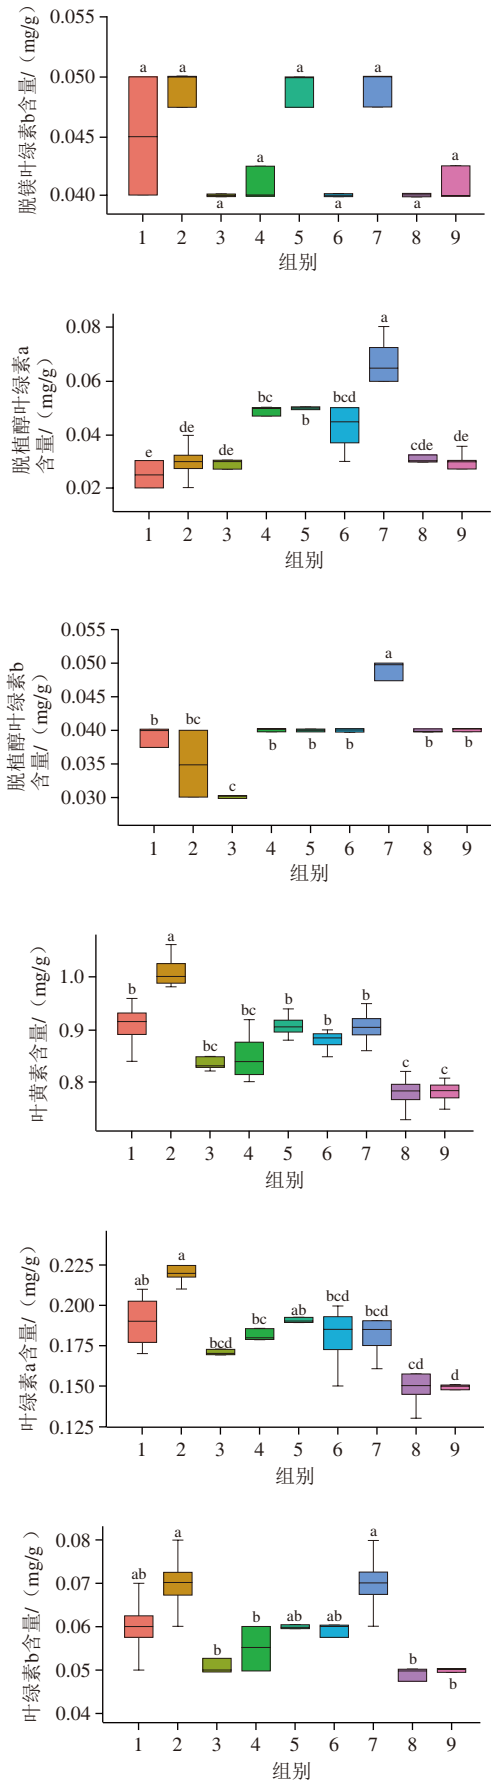 脱镁叶绿素b含量/（mg/g）
0.055
0.050
0.045
0.040
a a a a a a a a a
1 2 3 4 5 6 7 8 9
组别
脱植醇叶绿素a
含量/（mg/g）
0.08
0.06
0.04
0.02
e de de bc b bcd a cde de
1 2 3 4 5 6 7 8 9
组别
脱植醇叶绿素b
含量/（mg/g）
0.055
0.050
0.045
0.040
0.035
0.030
b bc c b b b a b b
1 2 3 4 5 6 7 8 9
组别
叶黄素含量/（mg/g）
1.0
0.9
0.8
b a bc bc b b b c c
1 2 3 4 5 6 7 8 9
组别
叶绿素a含量/（mg/g）
0.225
0.200
0.175
0.150
0.125
ab a bcd bc ab bcd bcd cd d
1 2 3 4 5 6 7 8 9
组别
叶绿素b含量/（mg/g）
0.08
0.07
0.06
0.05
0.04
ab a b b ab ab a b b
1 2 3 4 5 6 7 8 9
组别